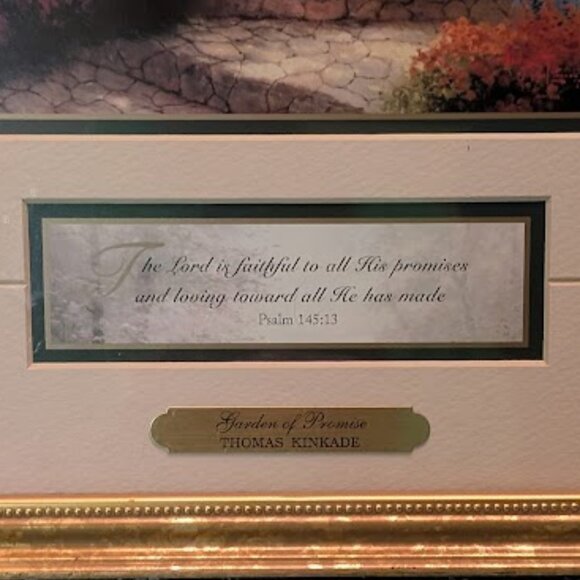 The Lord is faithful to all His promises
and loving toward all He has made
Psalm 145:13
Garden of Promise
THOMAS KINKADE